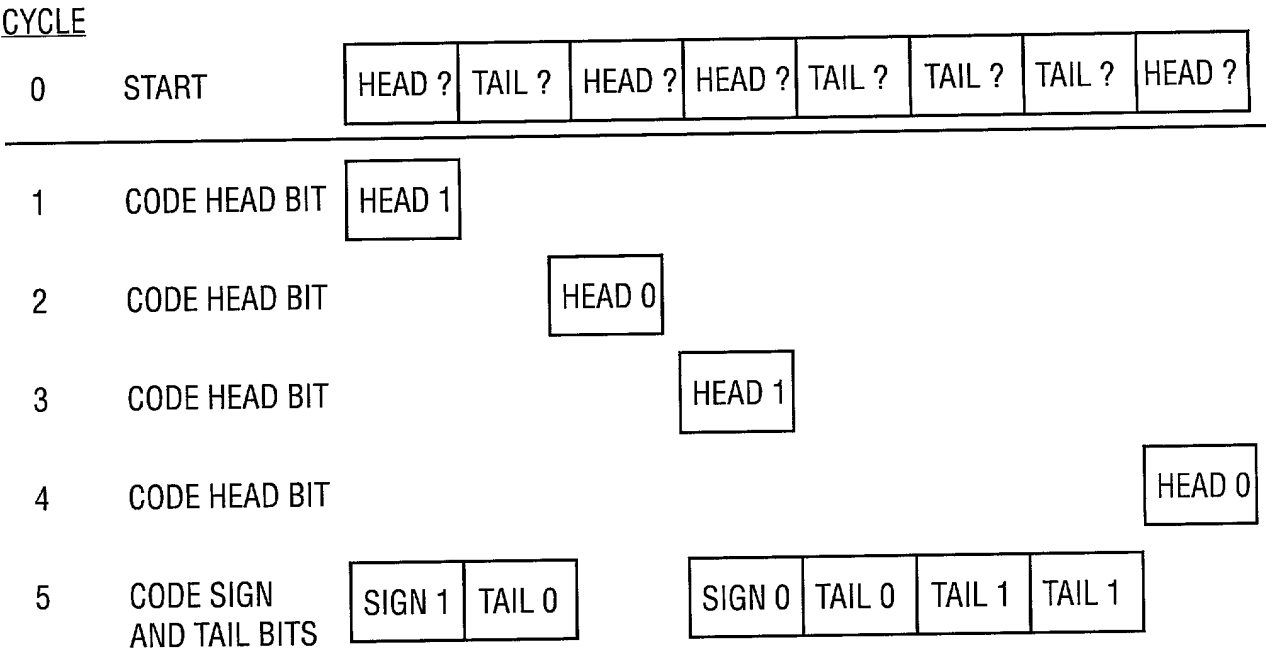 CYCLE
0 START HEAD ? TAIL ? HEAD ? HEAD ? TAIL ? TAIL ? TAIL ? HEAD ?
1 CODE HEAD BIT HEAD 1
2 CODE HEAD BIT HEAD 0
3 CODE HEAD BIT HEAD 1
4 CODE HEAD BIT HEAD 0
5 CODE SIGN SIGN 1 TAIL 0 SIGN 0 TAIL 0 TAIL 1 TAIL 1
AND TAIL BITS